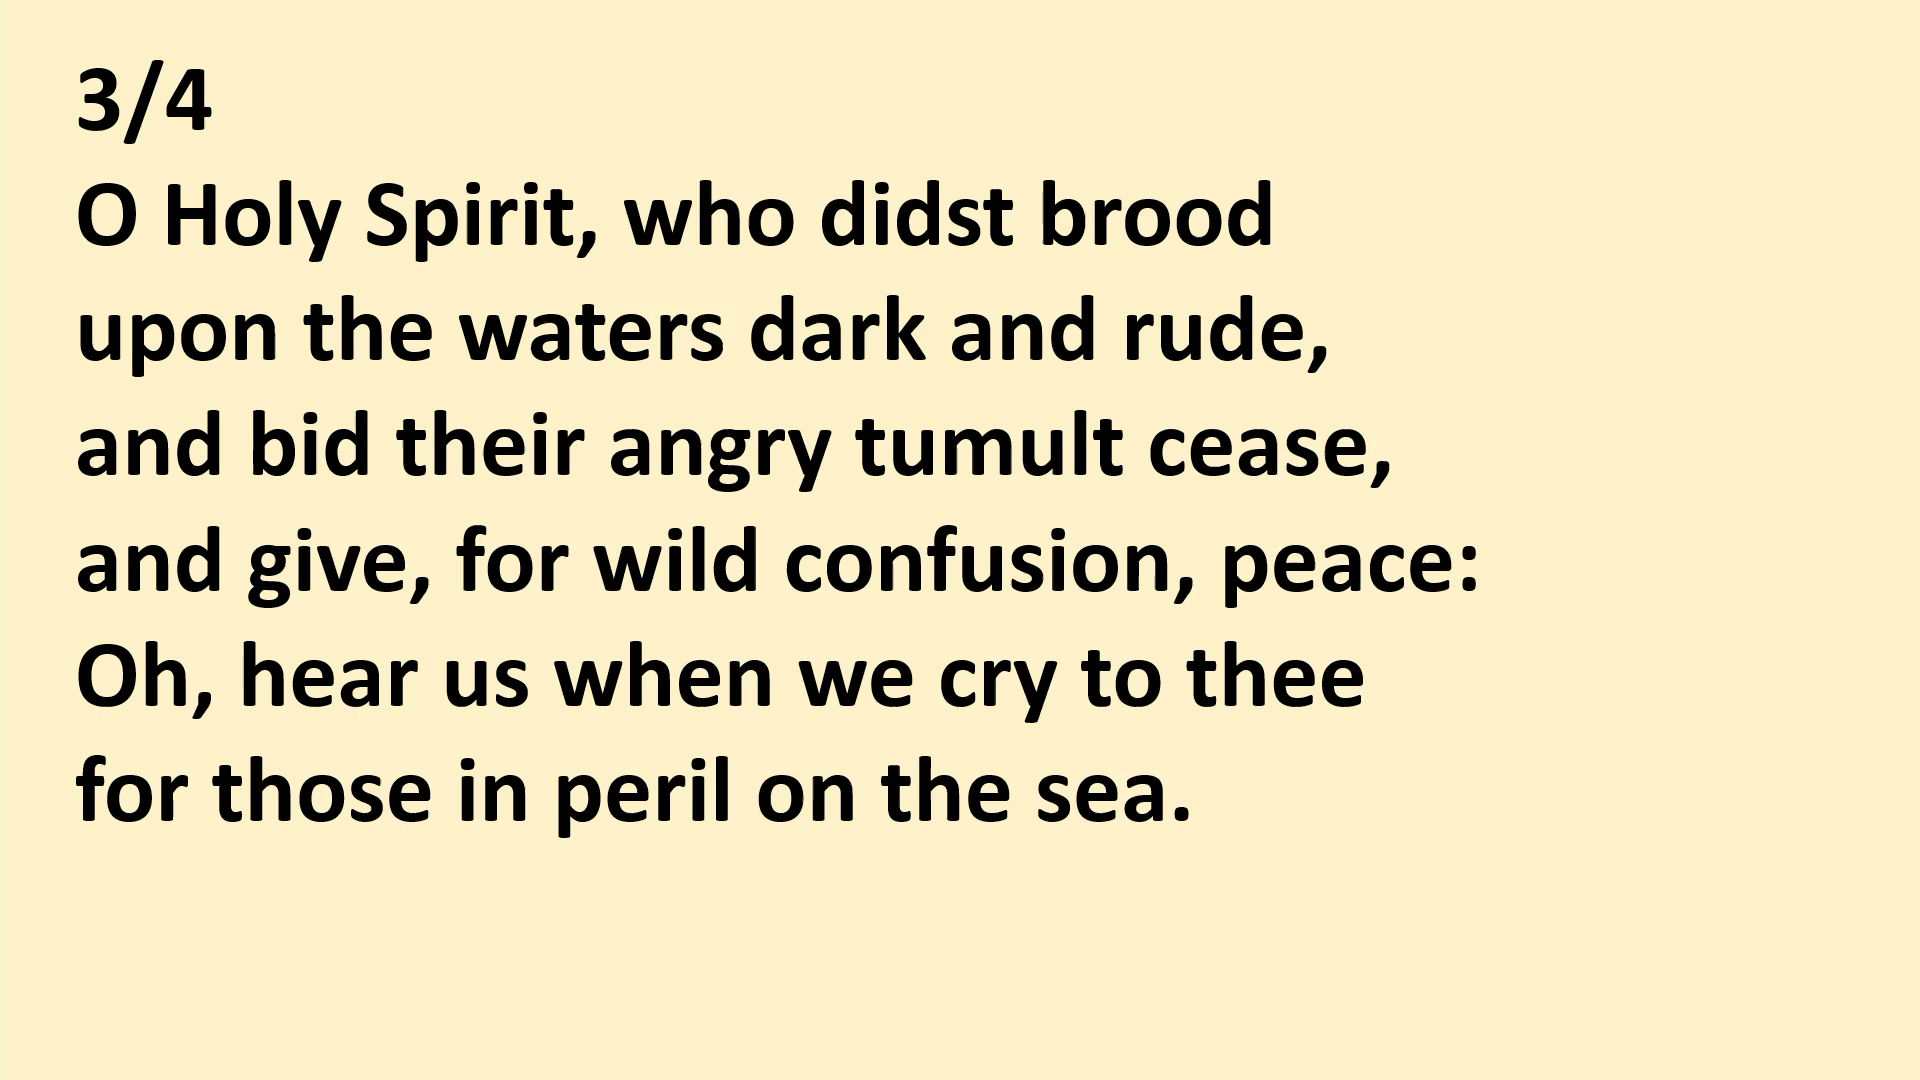 3/4
O Holy Spirit, who didst brood
upon the waters dark and rude,
and bid their angry tumult cease,
and give, for wild confusion, peace:
Oh, hear us when we cry to thee
for those in peril on the sea.